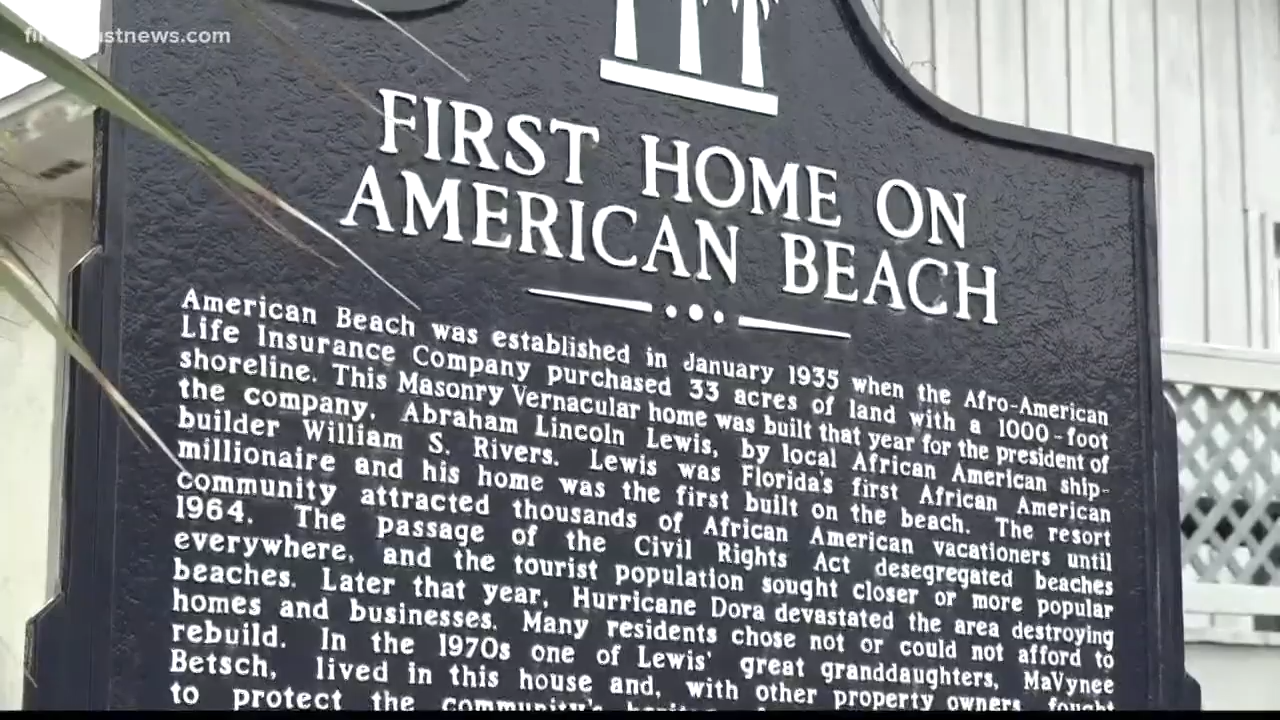 fi stnews.com
FIRST HOME ON
AMERICAN BEACH
American Beach was established in January 1935 when the Afro-American
Life Insurance Company purchased 33 acres of land with a 1000-foot
shoreline. This Masonry Vernacular home was built that year for the president of
the company, Abraham Lincoln Lewis, by local African American ship-
builder William S. Rivers. Lewis was Florida's first African American
millionaire and his home was the first built on the beach. The resort
community attracted thousands of African American vacationers until
1964. The passage of the Civil Rights Act desegregated beaches
everywhere, and the tourist population sought closer or more popular
beaches. Later that year, Hurricane Dora devastated the area destroying
homes and businesses. Many residents chose not or could not afford to
rebuild. In the 1970s one of Lewis' great granddaughters, MaVynee
Betsch, lived in this house and, with other property owners, fought
to protect the community's